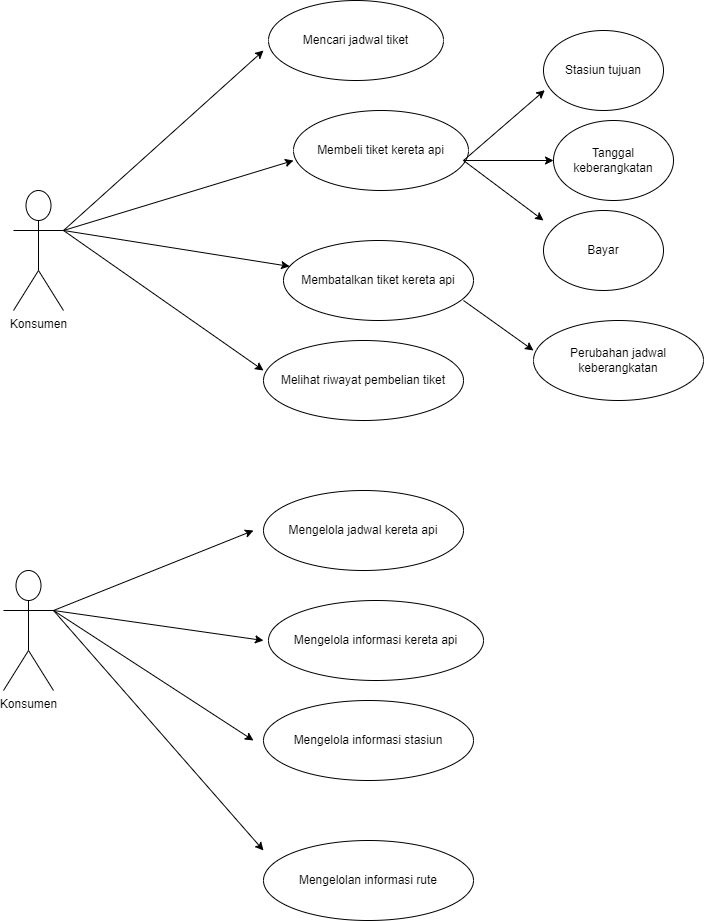 Mencari jadwal tiket
Stasiun tujuan
Membeli tiket kereta api
Tanggal
keberangkatan
Bayar
Membatalkan tiket kereta api
Konsumen
Perubahan jadwal
keberangkatan
Melihat riwayat pembelian tiket
Mengelola jadwal kereta api
Mengelola informasi kereta api
Konsumen
Mengelola informasi stasiun
Mengelolan informasi rute